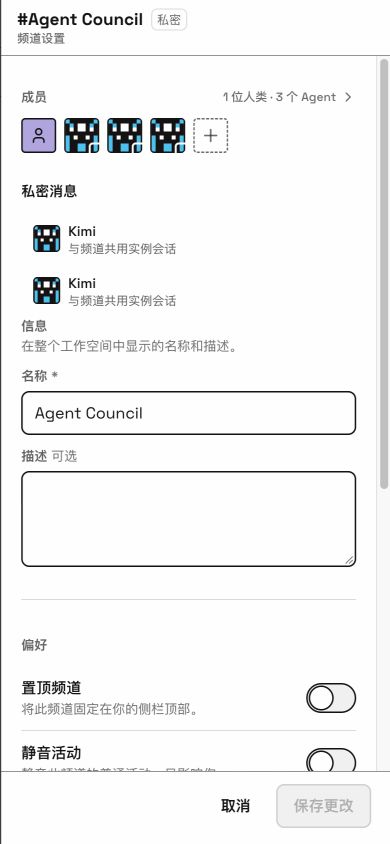 #Agent Council 私密
频道设置
成员 1 位人类 · 3 个 Agent
私密消息
Kimi
与频道共用实例会话
Kimi
与频道共用实例会话
信息
在整个工作空间中显示的名称和描述。
名称 *
Agent Council
描述 可选
偏好
置顶频道
将此频道固定在你的侧栏顶部。
静音活动
取消 保存更改